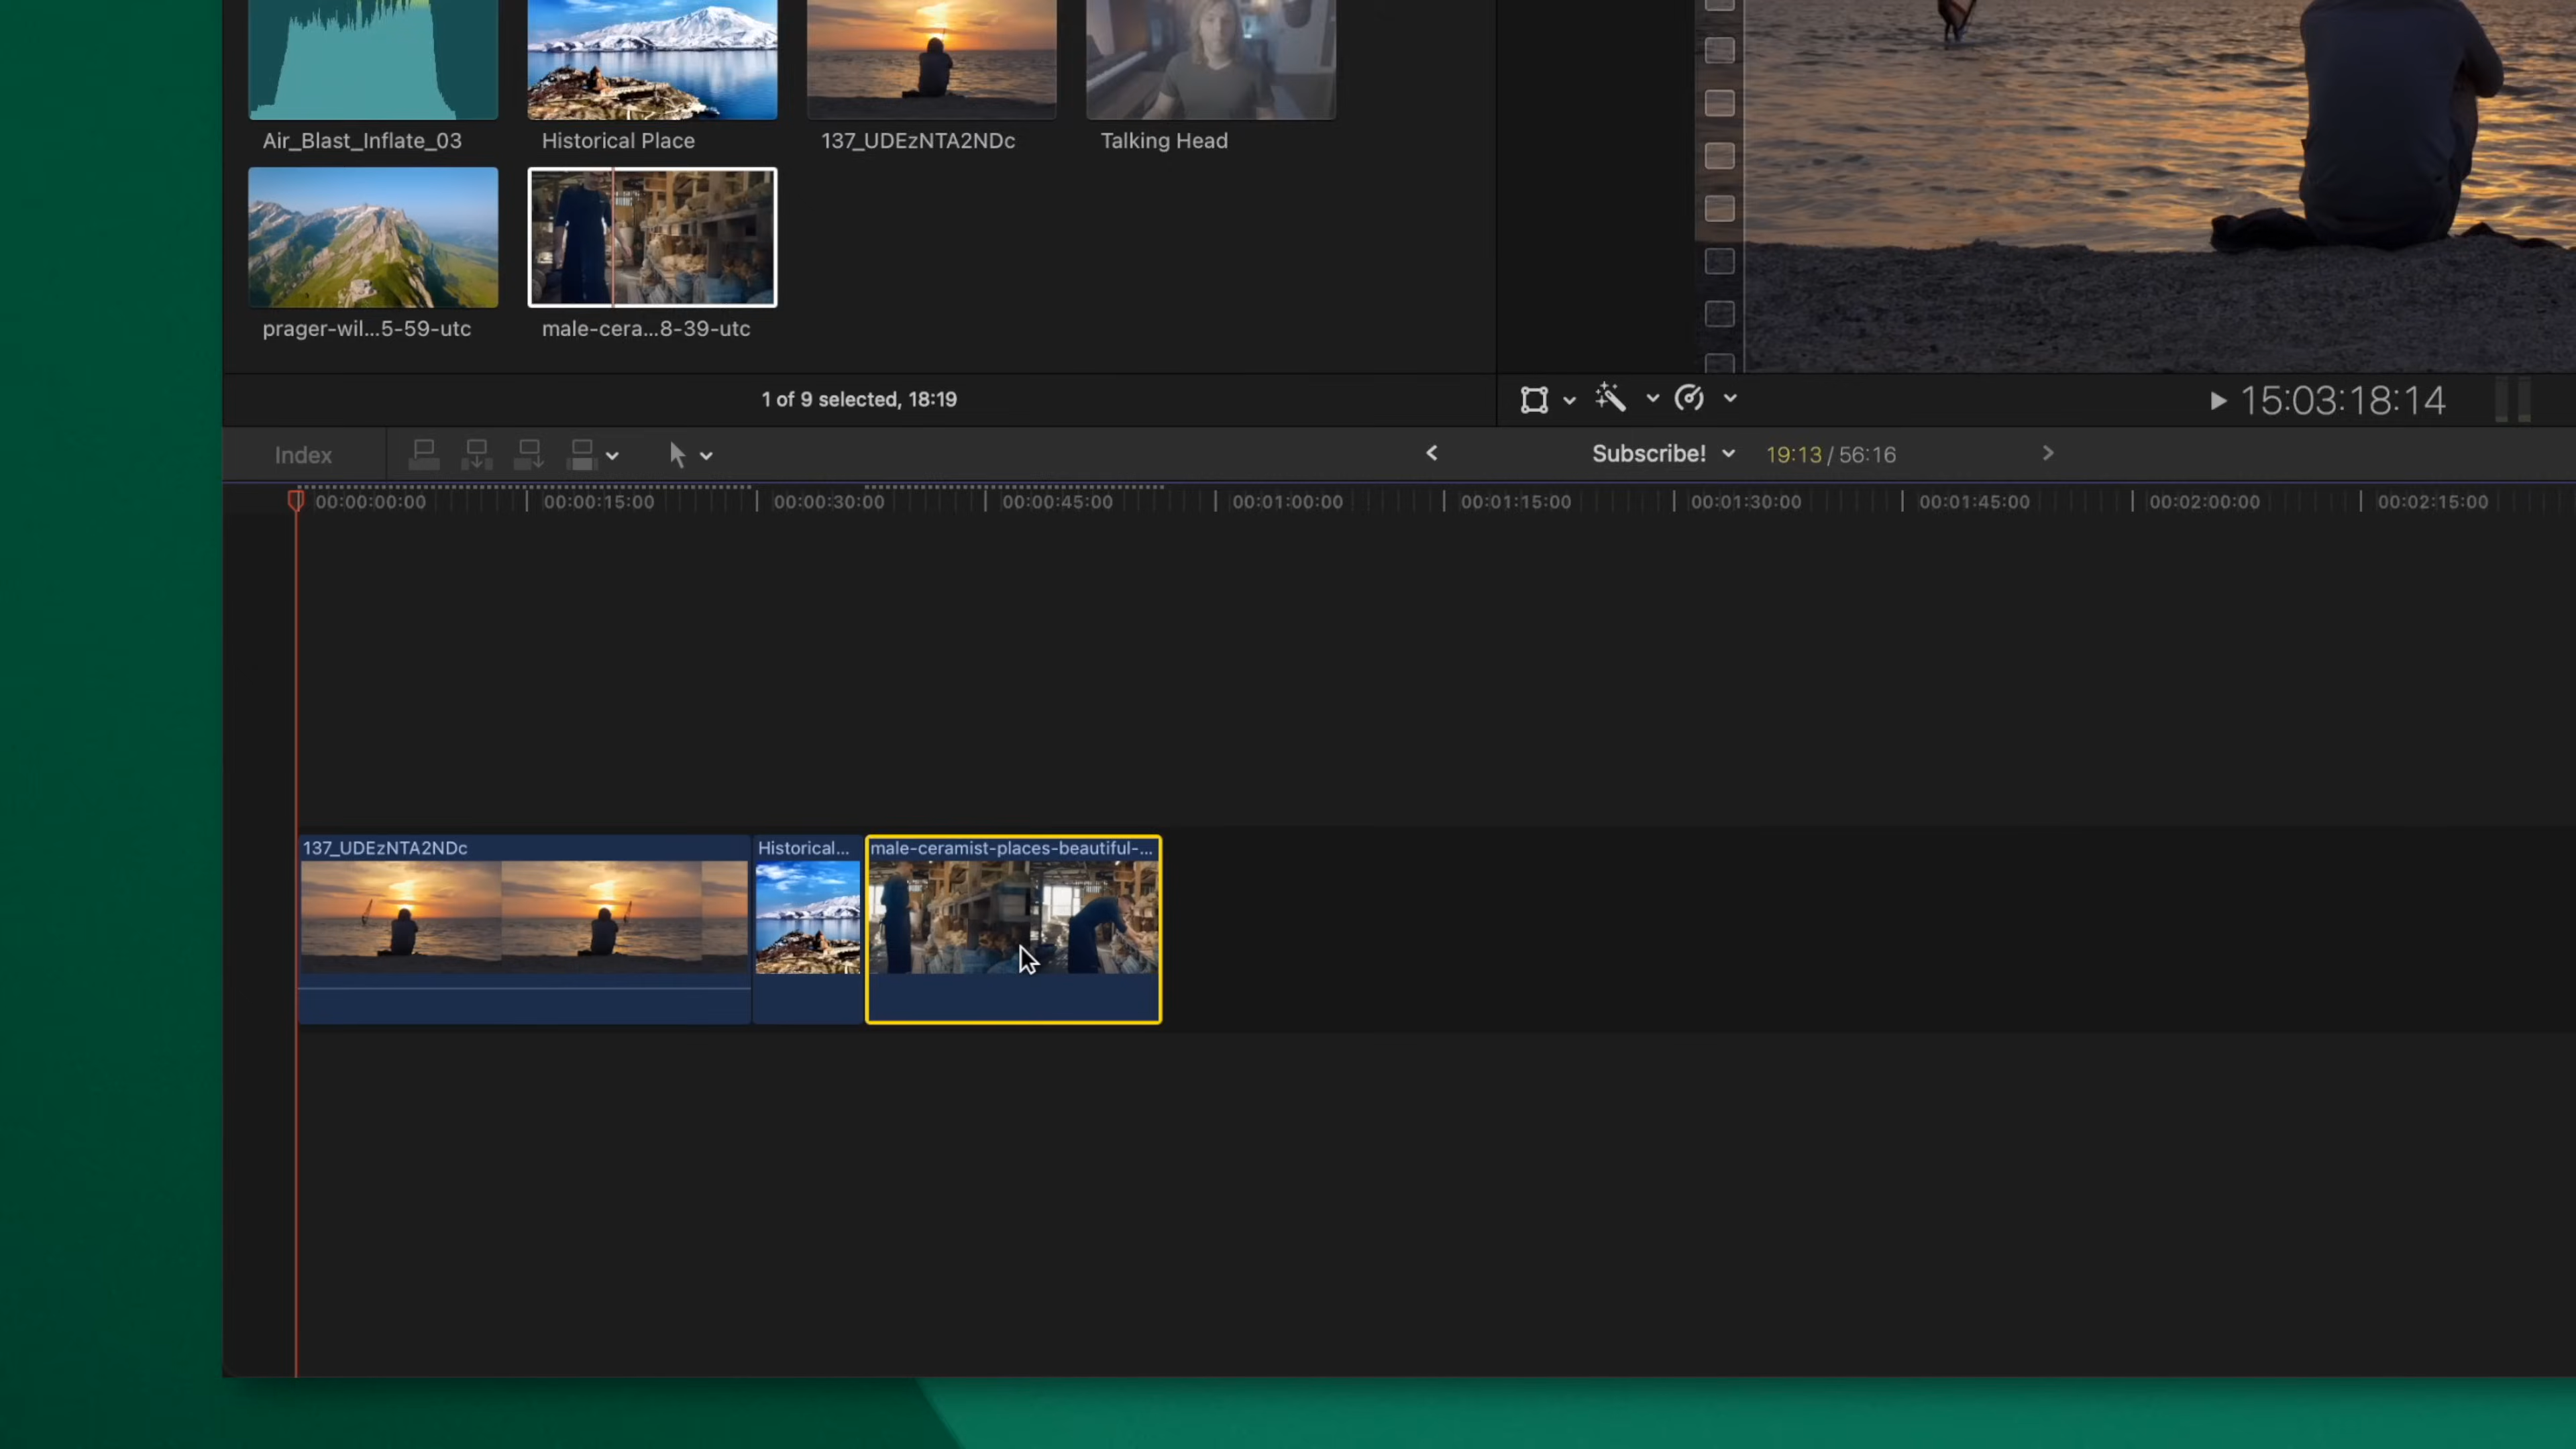 Air_Blast_Inflate_03
Historical Place
137_UDEzNTA2NDc
Talking Head
prager-wil...5-59-utc
male-cera...8-39-utc
1 of 9 selected, 18:19
15:03:18:14
Index
Subscribe!
19:13 / 56:16
00:00:00:00
00:00:15:00
00:00:30:00
00:00:45:00
00:01:00:00
00:01:15:00
00:01:30:00
00:01:45:00
00:02:00:00
00:02:15:00
137_UDEzNTA2NDc
Historical...
male-ceramist-places-beautiful-...